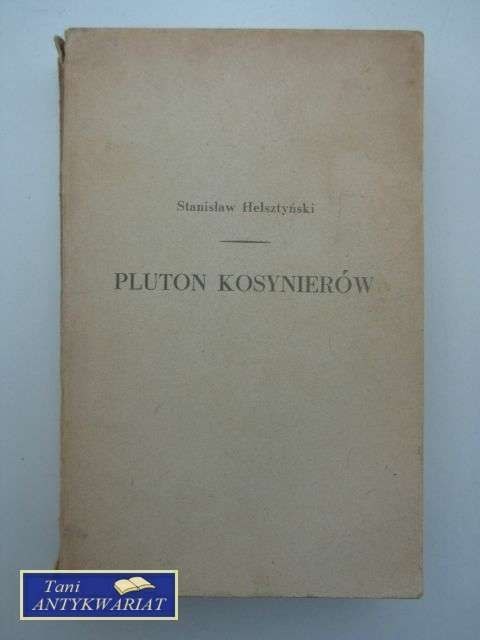 Stanisław Helsztyński
PLUTON KOSYNIERÓW
Tani
ANTYKWARIAT